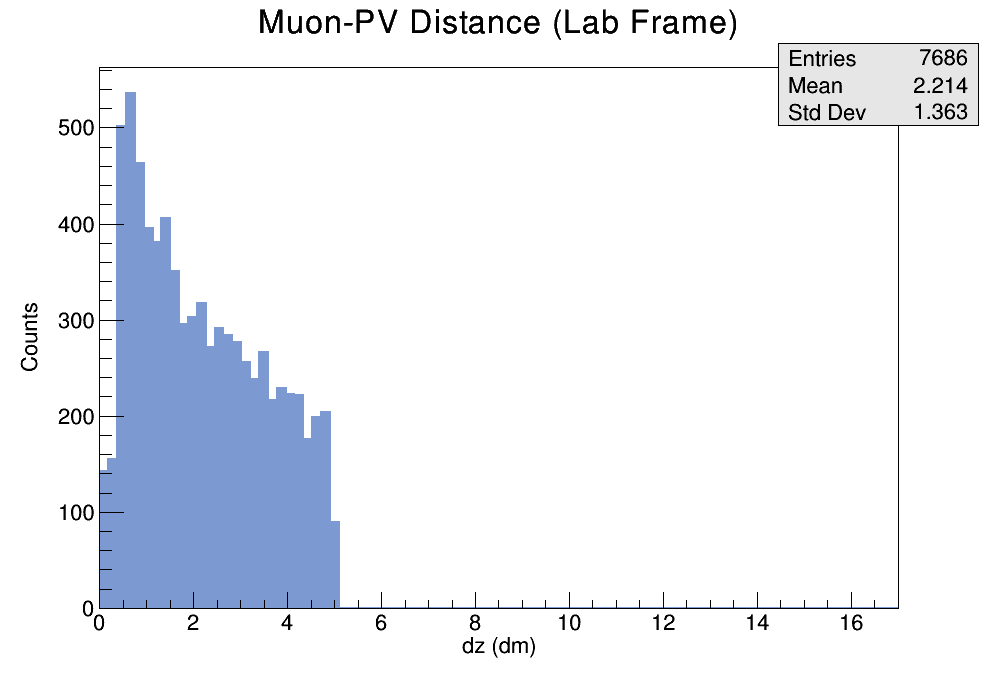 Muon-PV Distance (Lab Frame)
Entries 7686
Mean 2.214
Std Dev 1.363
500
400
300
200
100
0
Counts
0 2 4 6 8 10 12 14 16
dz (dm)